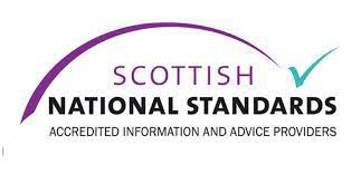 SCOTTISH
NATIONAL STANDARDS
ACCREDITED INFORMATION AND ADVICE PROVIDERS